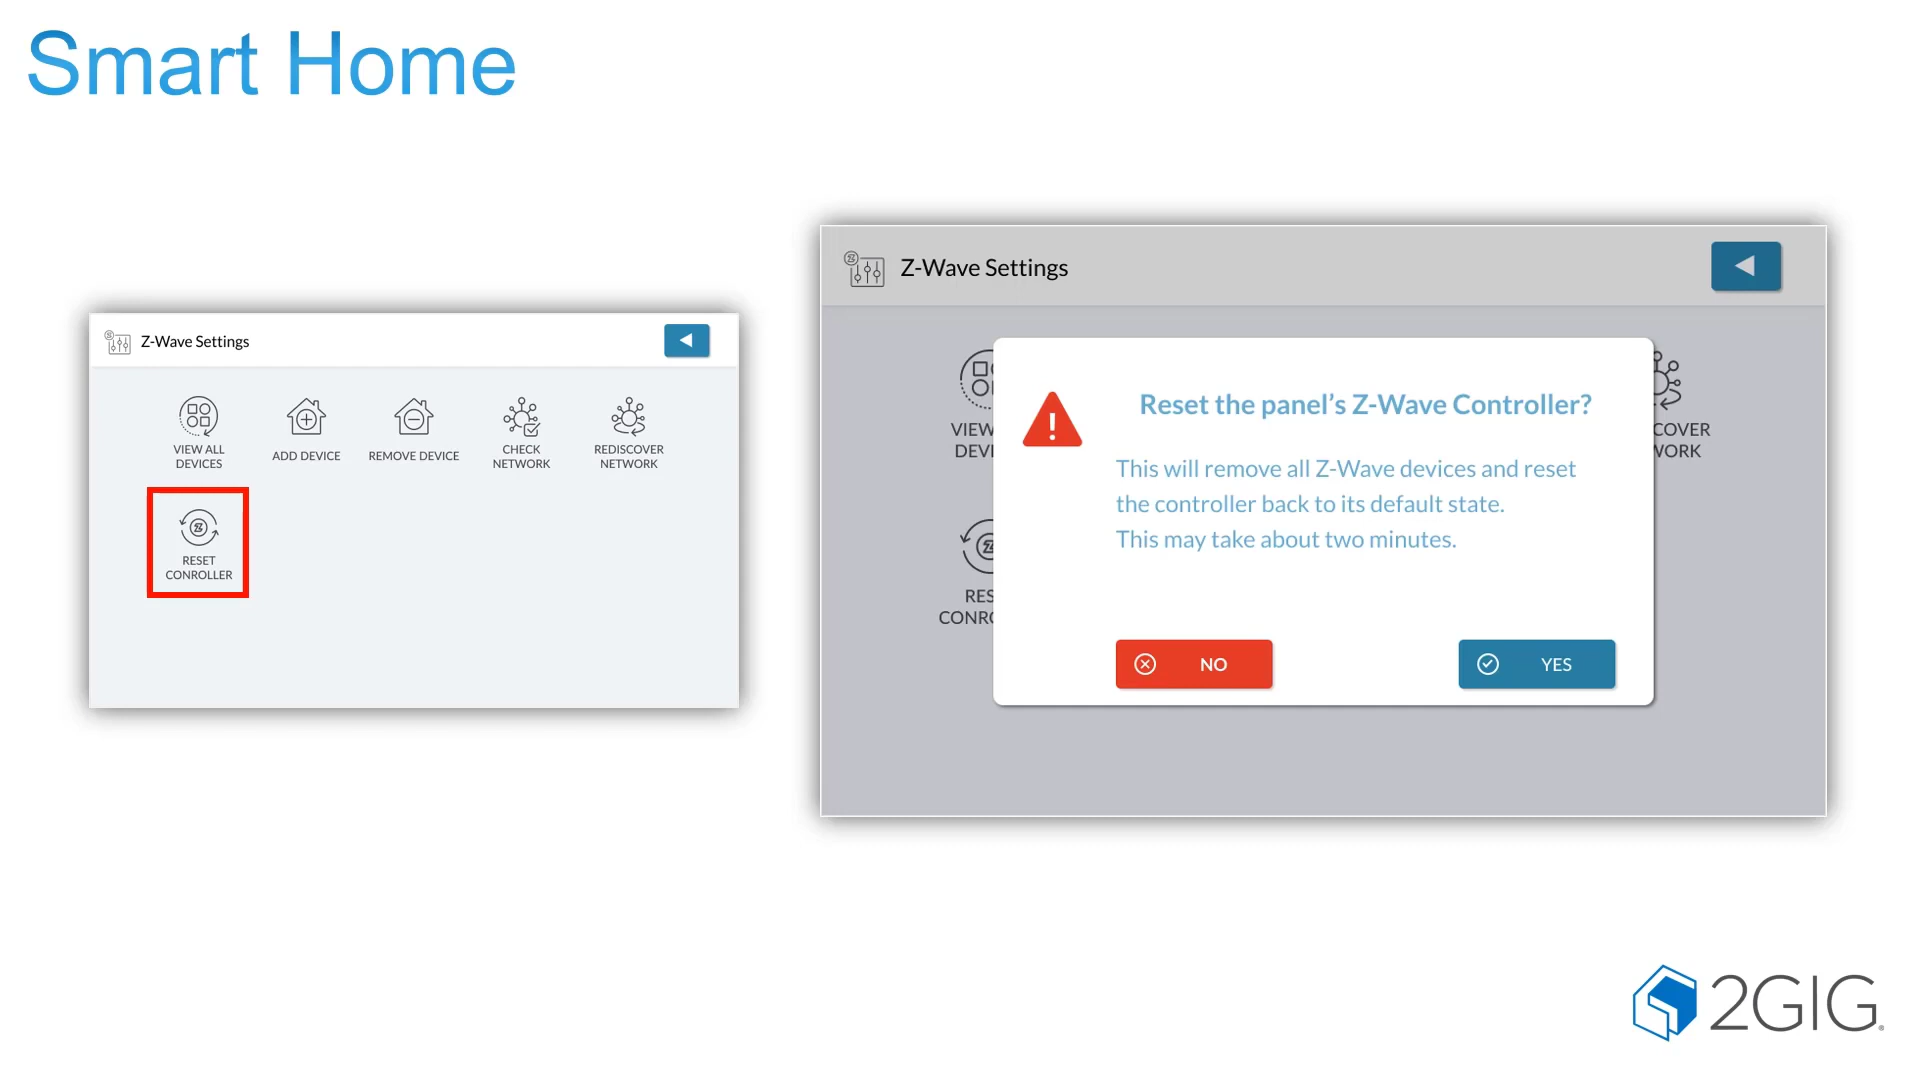 Smart Home
Z-Wave Settings
VIEW ALL
DEVICES
ADD DEVICE
REMOVE DEVICE
CHECK
NETWORK
REDISCOVER
NETWORK
RESET
CONROLLER
Z-Wave Settings
VIEW
DEVI
COVER
WORK
RES
CONRO
Reset the panel’s Z-Wave Controller?
This will remove all Z-Wave devices and reset
the controller back to its default state.
This may take about two minutes.
NO
YES
2GIG